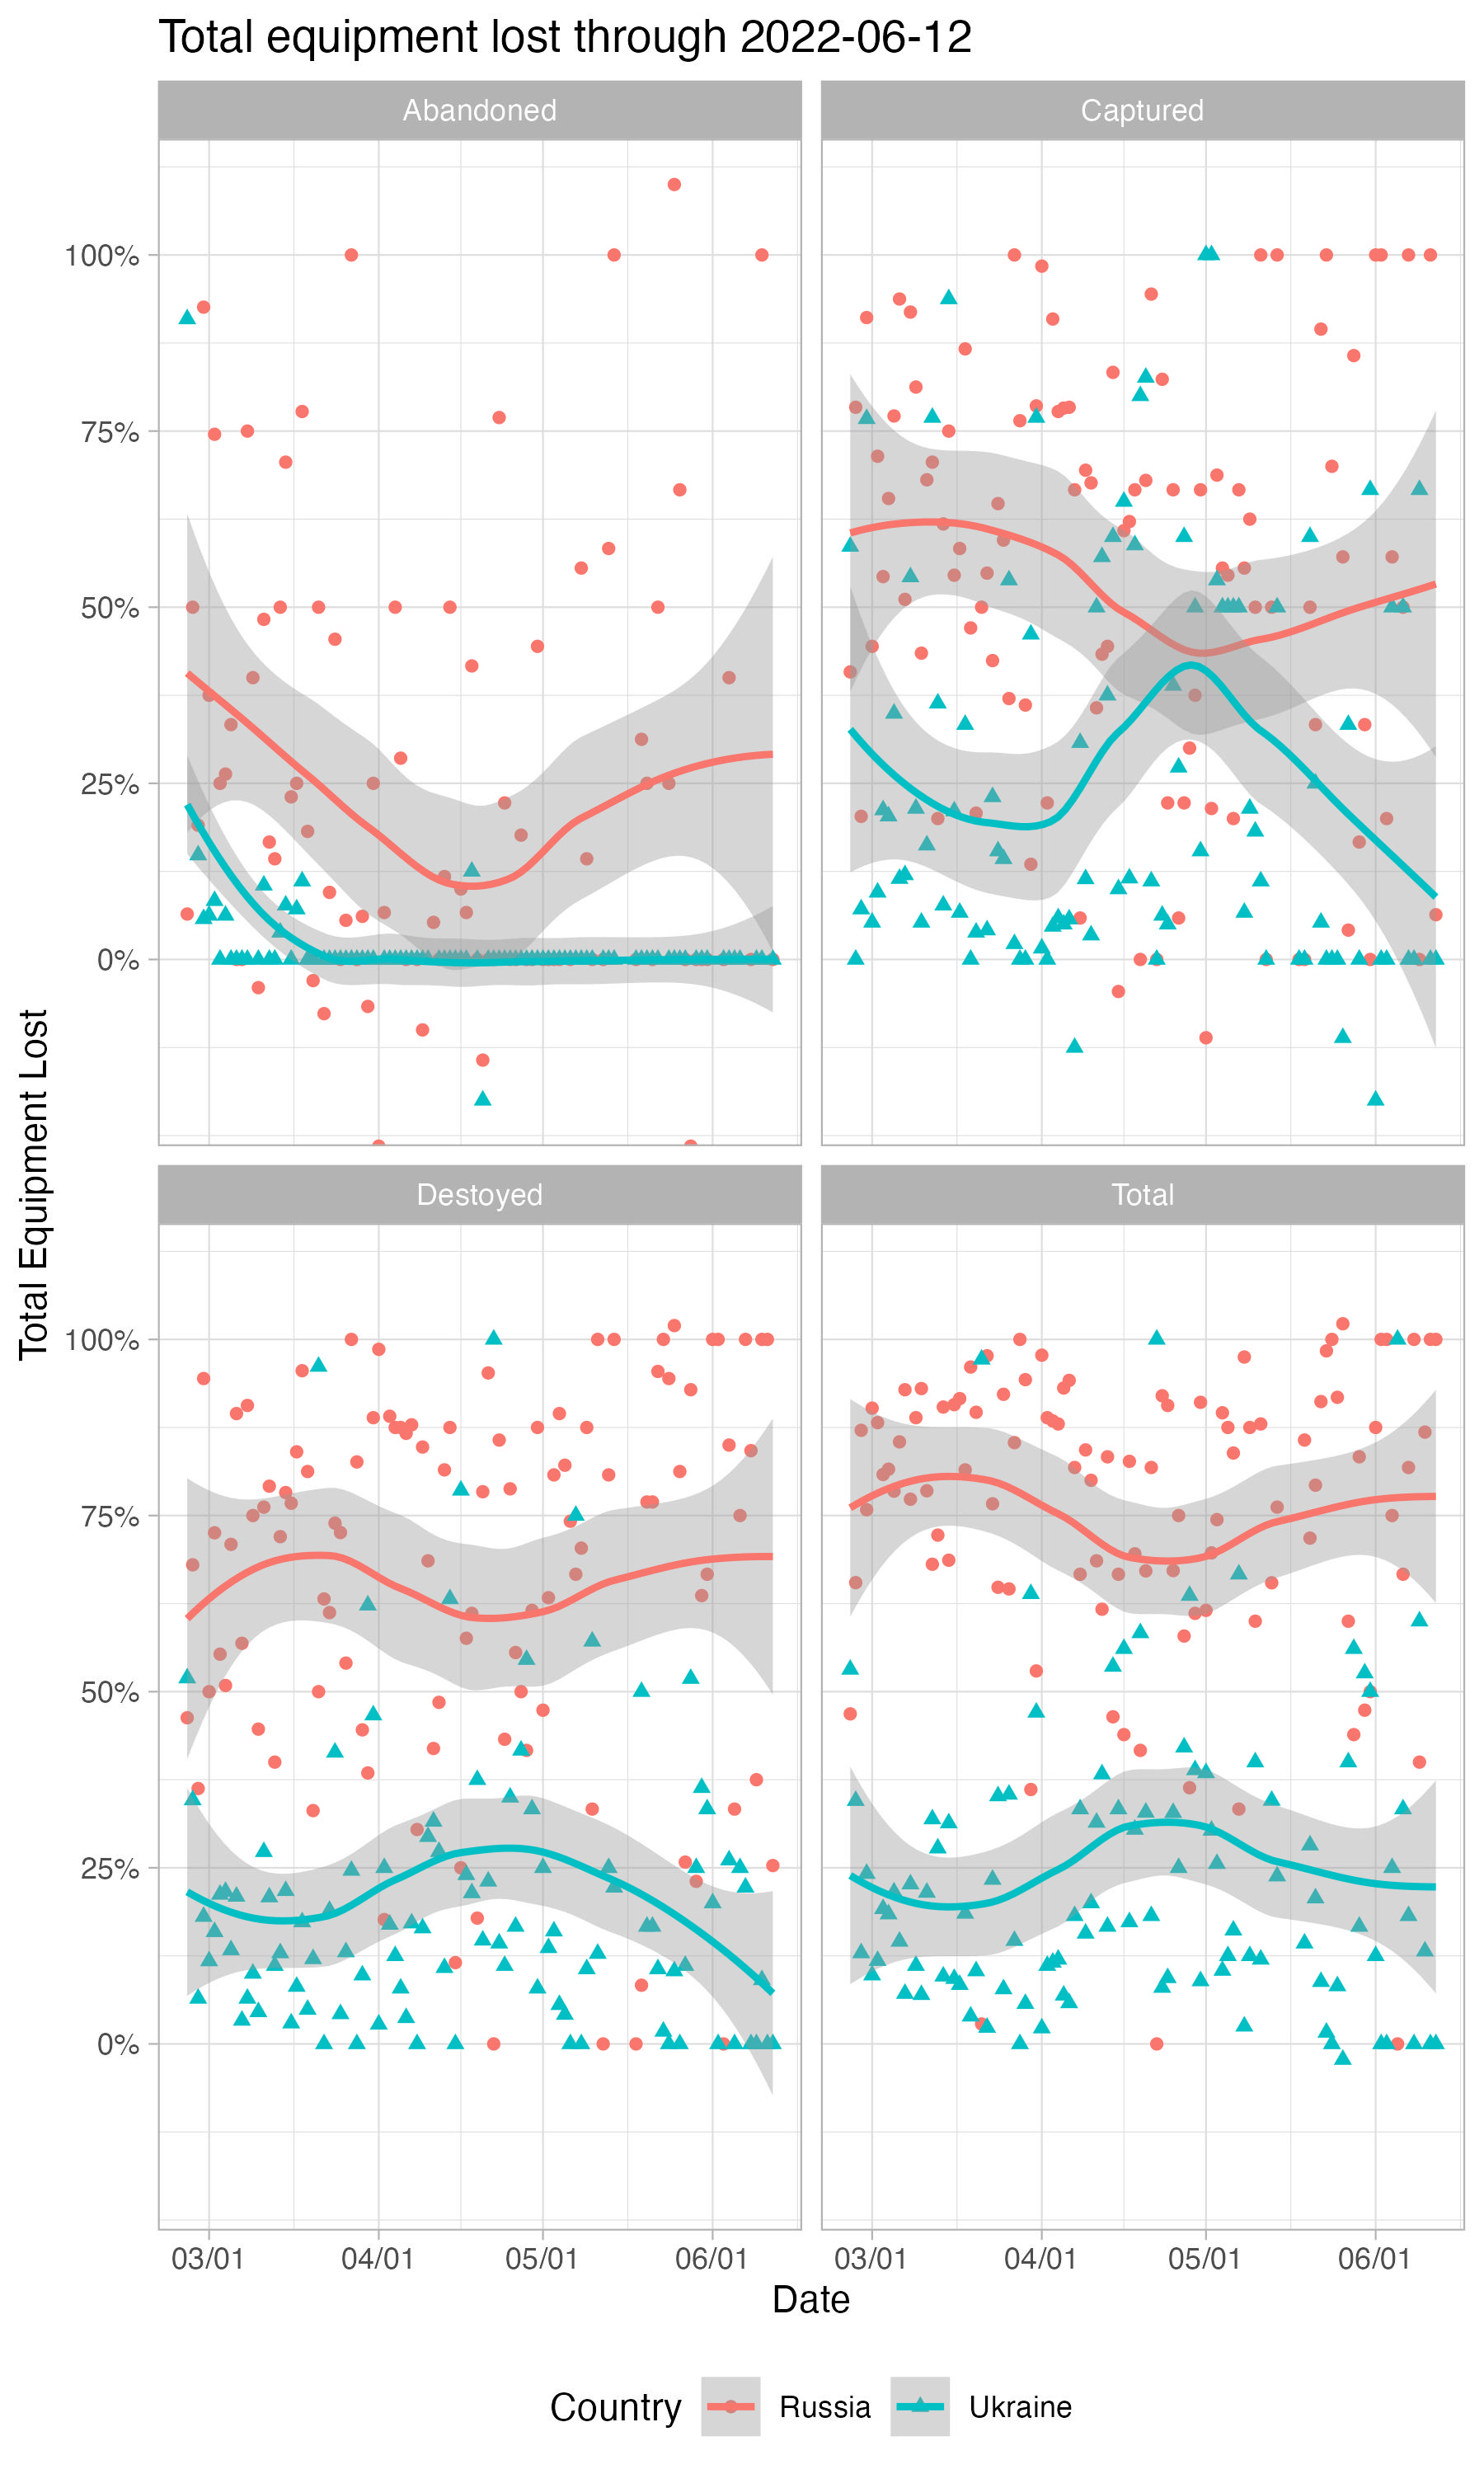 Total equipment lost through 2022-06-12
Abandoned
Captured
100%
75%
50%
25%
0%
Total Equipment Lost
Destoyed
Total
100%
75%
50%
25%
0%
03/01 04/01 05/01 06/01
03/01 04/01 05/01 06/01
Date
Country Russia Ukraine